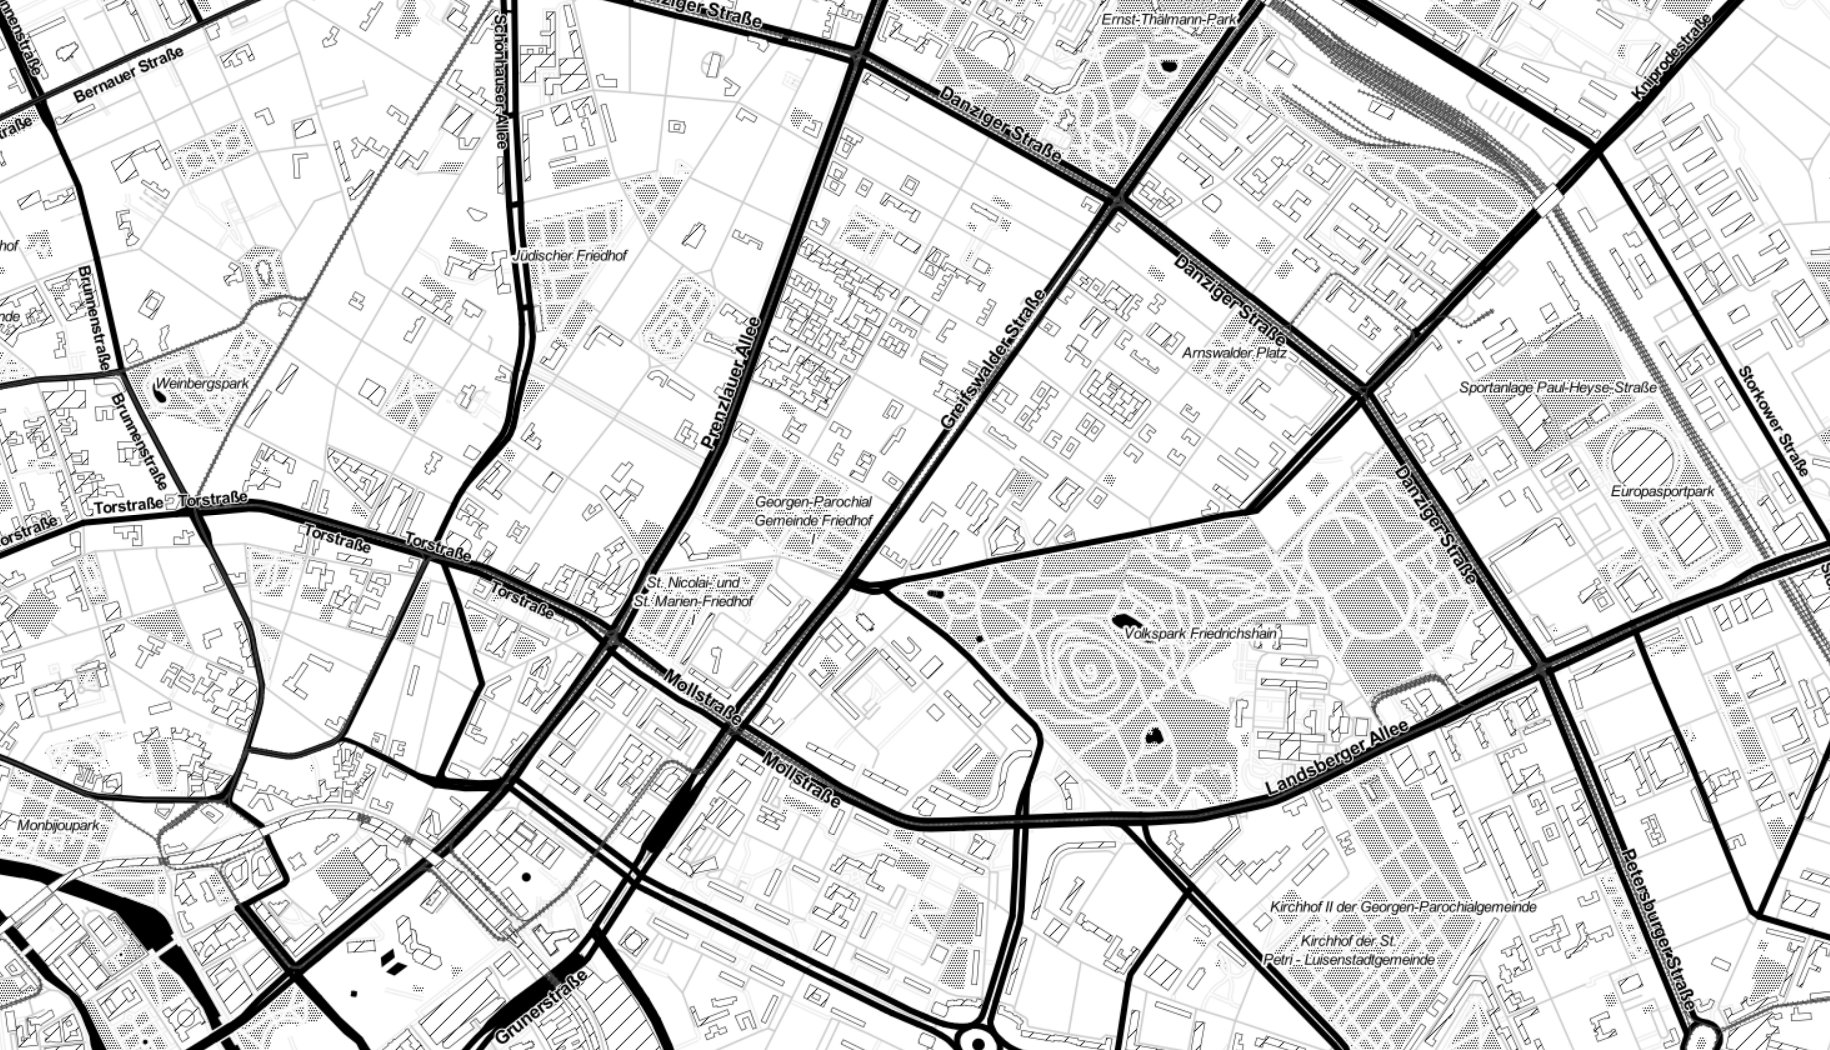 Danziger Straße
Ernst-Thälmann-Park
Bernauer Straße
Schönhauser Allee
Kniprodestraße
Danziger Straße
Jüdischer Friedhof
Brunnenstraße
Danziger Straße
Prenzlauer Allee
Greifswalder Straße
Arnswalder Platz
Weinbergspark
Sportanlage Paul-Heyse-Straße
Storkower Straße
Brunnenstraße
Torstraße
Torstraße
Torstraße
Torstraße
Torstraße
Torstraße
Georgen-Parochial
Gemeinde Friedhof
I
Danziger Straße
Europasportpark
St. Nicolai- und
St. Marien-Friedhof
I
Volkspark Friedrichshain
Mollstraße
Mollstraße
Landsberger Allee
Monbijoupark
Petersburger Straße
Kirchhof II der Georgen-Parochialgemeinde
Kirchhof der St.
Petri - Luisenstadtgemeinde
Grunerstraße